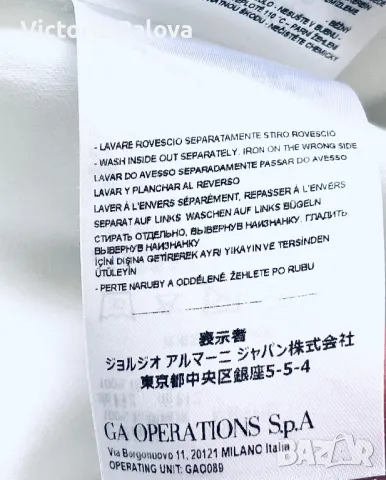 Victoria Balova
- LAVARE ROVESCIO SEPARATAMENTE STIRO ROVESCIO
- WASH INSIDE OUT SEPARATELY, IRON ON THE WRONG SIDE
LAVAR DO AVESSO SEPARADAMENTE PASSAR DO AVESSO
LAVAR Y PLANCHAR AL REVERSO
LAVER À L'ENVERS SÉPARÉMENT, REPASSER À L'ENVERS
SEPARAT AUF LINKS WASCHEN AUF LINKS BÜGELN
СТИРАТЬ ОТДЕЛЬНО, ВЫВЕРНУВ НАИЗНАНКУ, ГЛАДИТЬ
ВЫВЕРНУВ НАИЗНАНКУ
İÇİNİ DIŞINA GETİREREK AYRI YIKAYIN VE TERSİNDEN
ÜTÜLEYİN
- PERTE NARUBY A ODDĚLENĚ. ŽEHLETE PO RUBU
表示者
ジョルジオ アルマーニ ジャパン株式会社
東京都中央区銀座5-5-4
GA OPERATIONS S.p.A
Via Borgonuovo 11, 20121 MILANO Italia
OPERATING UNIT: GAO089
BAZAR